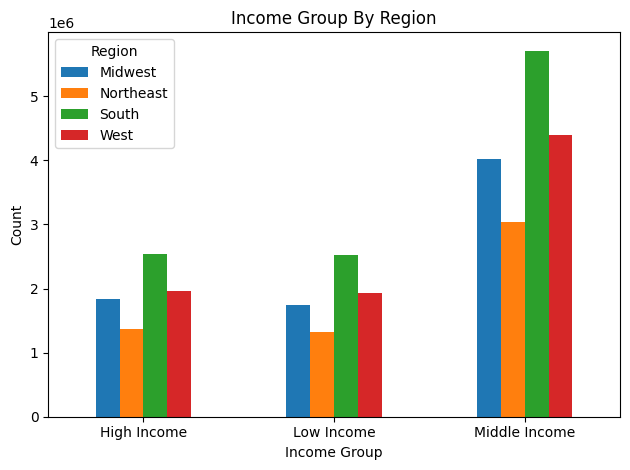 Income Group By Region
1e6
Region
Midwest
Northeast
South
West
5
4
3
2
1
0
Count
High Income
Low Income
Middle Income
Income Group